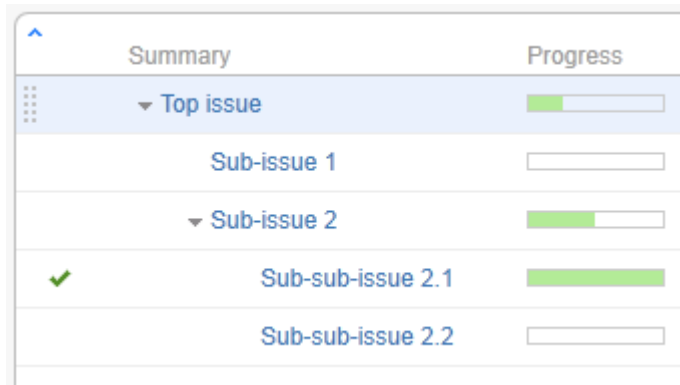 Summary Progress
Top issue
Sub-issue 1
Sub-issue 2
Sub-sub-issue 2.1
Sub-sub-issue 2.2